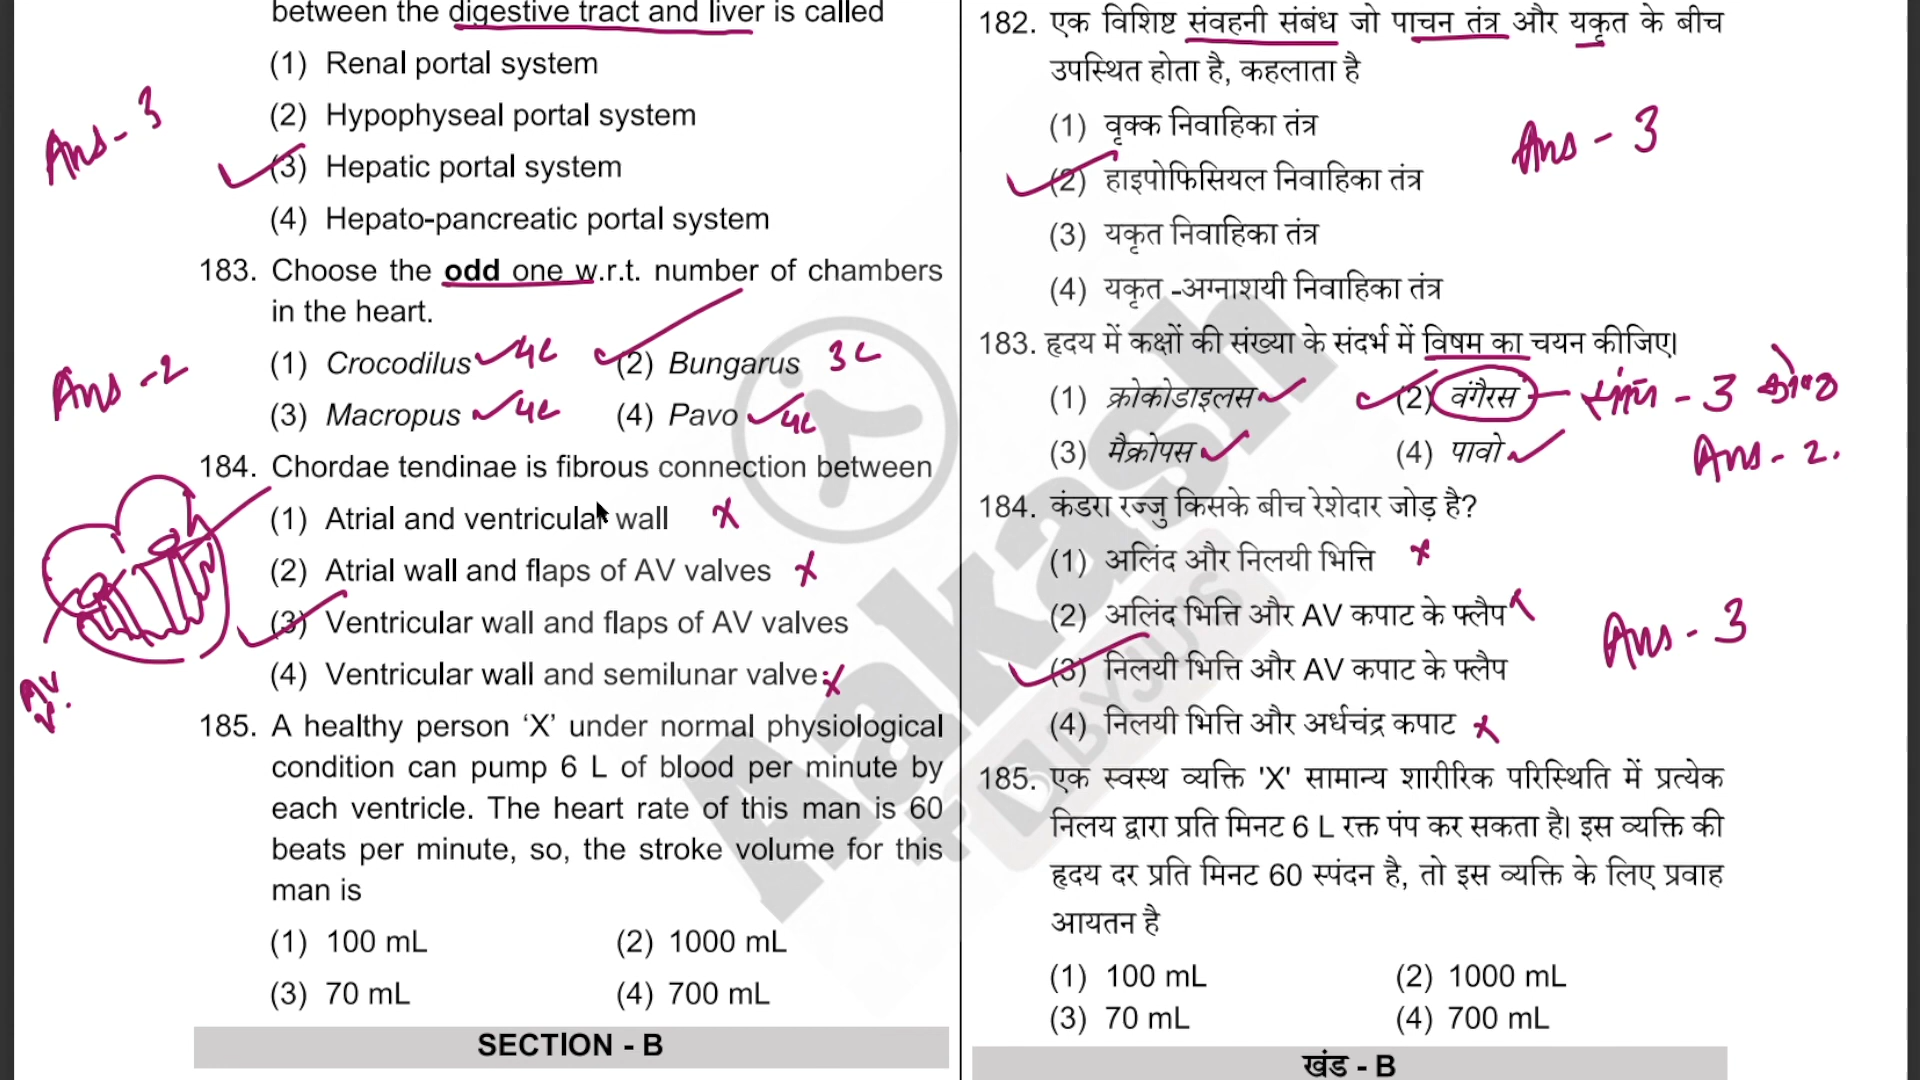 between the digestive tract and liver is called
(1) Renal portal system
(2) Hypophyseal portal system
(3) Hepatic portal system
(4) Hepato-pancreatic portal system
Ans - 3
183. Choose the odd one w.r.t. number of chambers
in the heart.
(1) Crocodilus 4C (2) Bungarus 3C
(3) Macropus 4C (4) Pavo 4C
Ans - 2
184. Chordae tendinae is fibrous connection between
(1) Atrial and ventricular wall
(2) Atrial wall and flaps of AV valves
(3) Ventricular wall and flaps of AV valves
(4) Ventricular wall and semilunar valve
AV
185. A healthy person ‘X’ under normal physiological
condition can pump 6 L of blood per minute by
each ventricle. The heart rate of this man is 60
beats per minute, so, the stroke volume for this
man is
(1) 100 mL (2) 1000 mL
(3) 70 mL (4) 700 mL
SECTION - B
182. एक विशिष्ट संवहनी संबंध जो पाचन तंत्र और यकृत के बीच
उपस्थित होता है, कहलाता है
(1) वृक्क निवाहिका तंत्र
(2) हाइपोफिसियल निवाहिका तंत्र
(3) यकृत निवाहिका तंत्र
(4) यकृत -अग्नाशयी निवाहिका तंत्र
Ans - 3
183. हृदय में कक्षों की संख्या के संदर्भ में विषम का चयन कीजिए।
(1) क्रोकोडाइलस (2) वंगैरस - 3
(3) मैक्रोपस (4) पावो
Ans - 2.
184. कंडरा रज्जु किसके बीच रेशेदार जोड़ है?
(1) अलिंद और निलयी भित्ति
(2) अलिंद भित्ति और AV कपाट के फ्लैप
(3) निलयी भित्ति और AV कपाट के फ्लैप
(4) निलयी भित्ति और अर्धचंद्र कपाट
Ans - 3
185. एक स्वस्थ व्यक्ति 'X' सामान्य शारीरिक परिस्थिति में प्रत्येक
निलय द्वारा प्रति मिनट 6 L रक्त पंप कर सकता है। इस व्यक्ति की
हृदय दर प्रति मिनट 60 स्पंदन है, तो इस व्यक्ति के लिए प्रवाह
आयतन है
(1) 100 mL (2) 1000 mL
(3) 70 mL (4) 700 mL
खंड - B
Aakash
BYJU'S